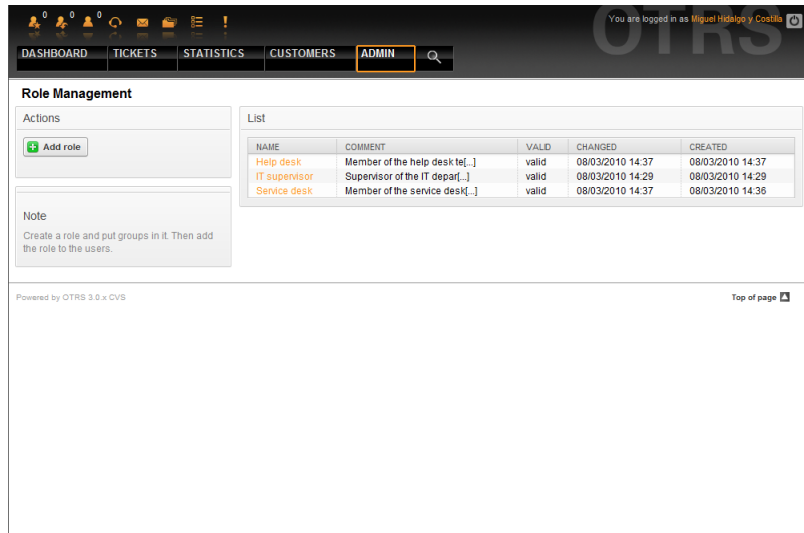 0 0 0
You are logged in as Miguel Hidalgo y Costilla
OTRS
DASHBOARD TICKETS STATISTICS CUSTOMERS ADMIN
Role Management
Actions
Add role
Note
Create a role and put groups in it. Then add
the role to the users.
List
NAME COMMENT VALID CHANGED CREATED
Help desk Member of the help desk te[...] valid 08/03/2010 14:37 08/03/2010 14:37
IT supervisor Supervisor of the IT depar[...] valid 08/03/2010 14:29 08/03/2010 14:29
Service desk Member of the service desk[...] valid 08/03/2010 14:37 08/03/2010 14:36
Powered by OTRS 3.0.x CVS
Top of page